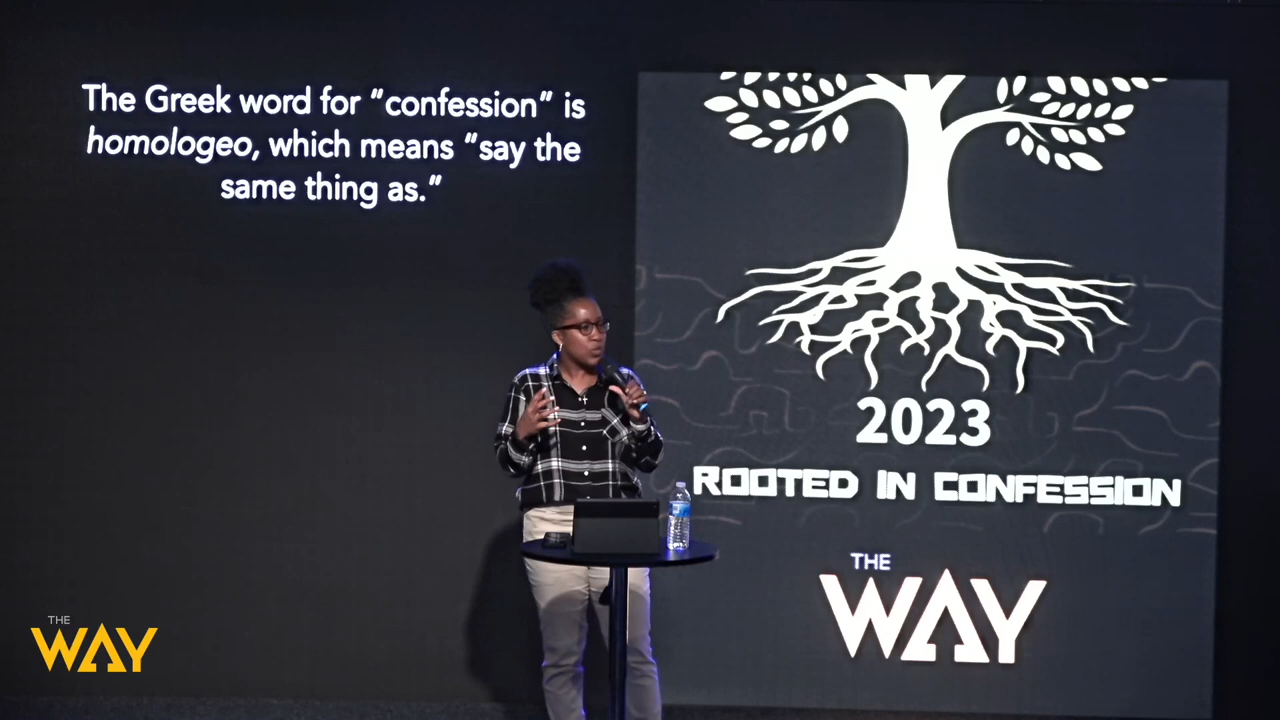 The Greek word for “confession” is
homologeo, which means “say the
same thing as.”
2023
ROOTED IN CONFESSION
THE
WAY
THE
WAY